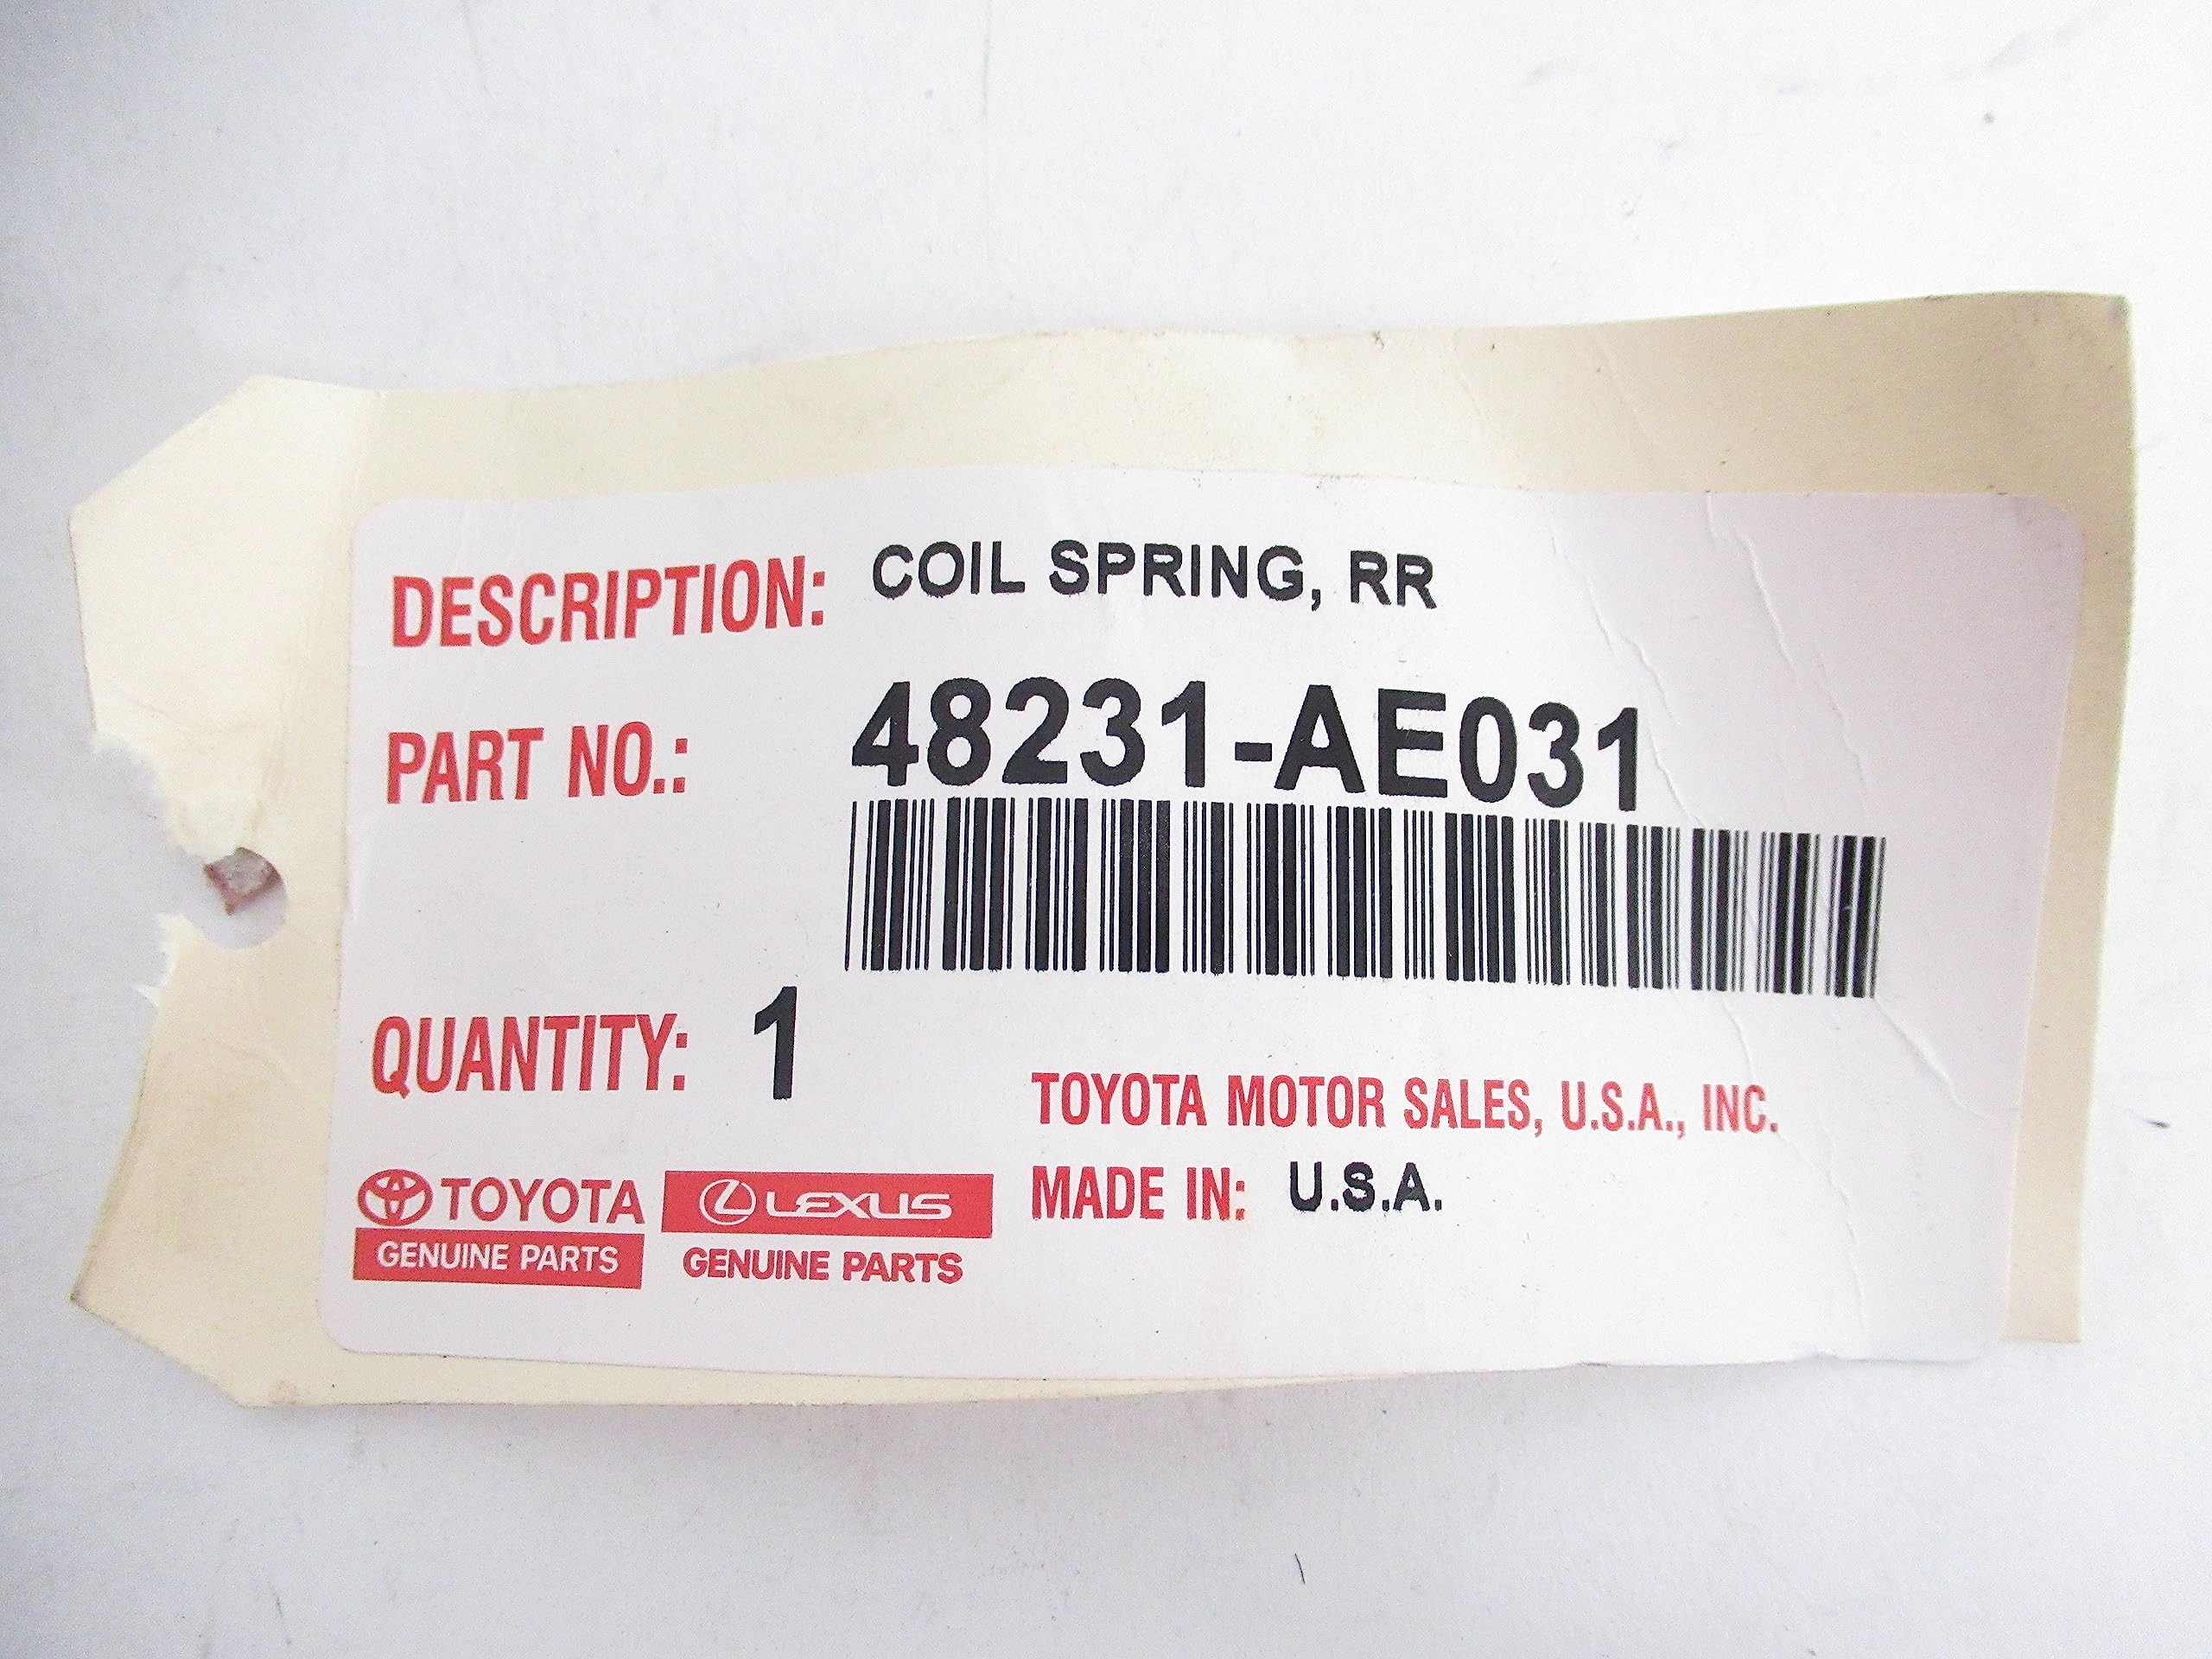 DESCRIPTION: COIL SPRING, RR
PART NO.: 48231-AE031
QUANTITY: 1
TOYOTA MOTOR SALES, U.S.A., INC.
MADE IN: U.S.A.
TOYOTA LEXUS
GENUINE PARTS GENUINE PARTS